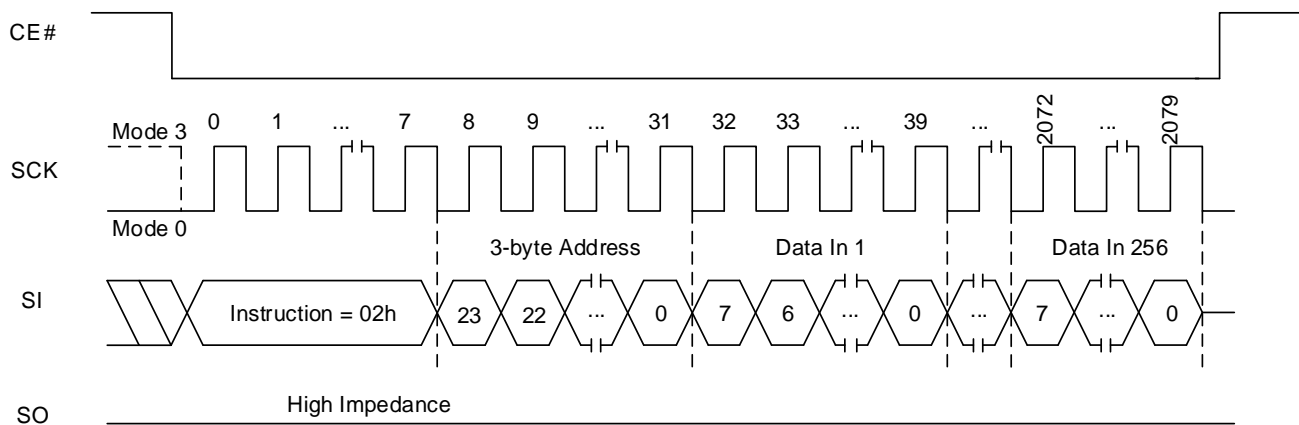 CE#
Mode 3 0 1 ... 7 8 9 ... 31 32 33 ... 39 ... 2072 ... 2079
SCK
Mode 0
3-byte Address Data In 1 Data In 256
SI Instruction = 02h 23 22 ... 0 7 6 ... 0 ... 7 ... 0
High Impedance
SO